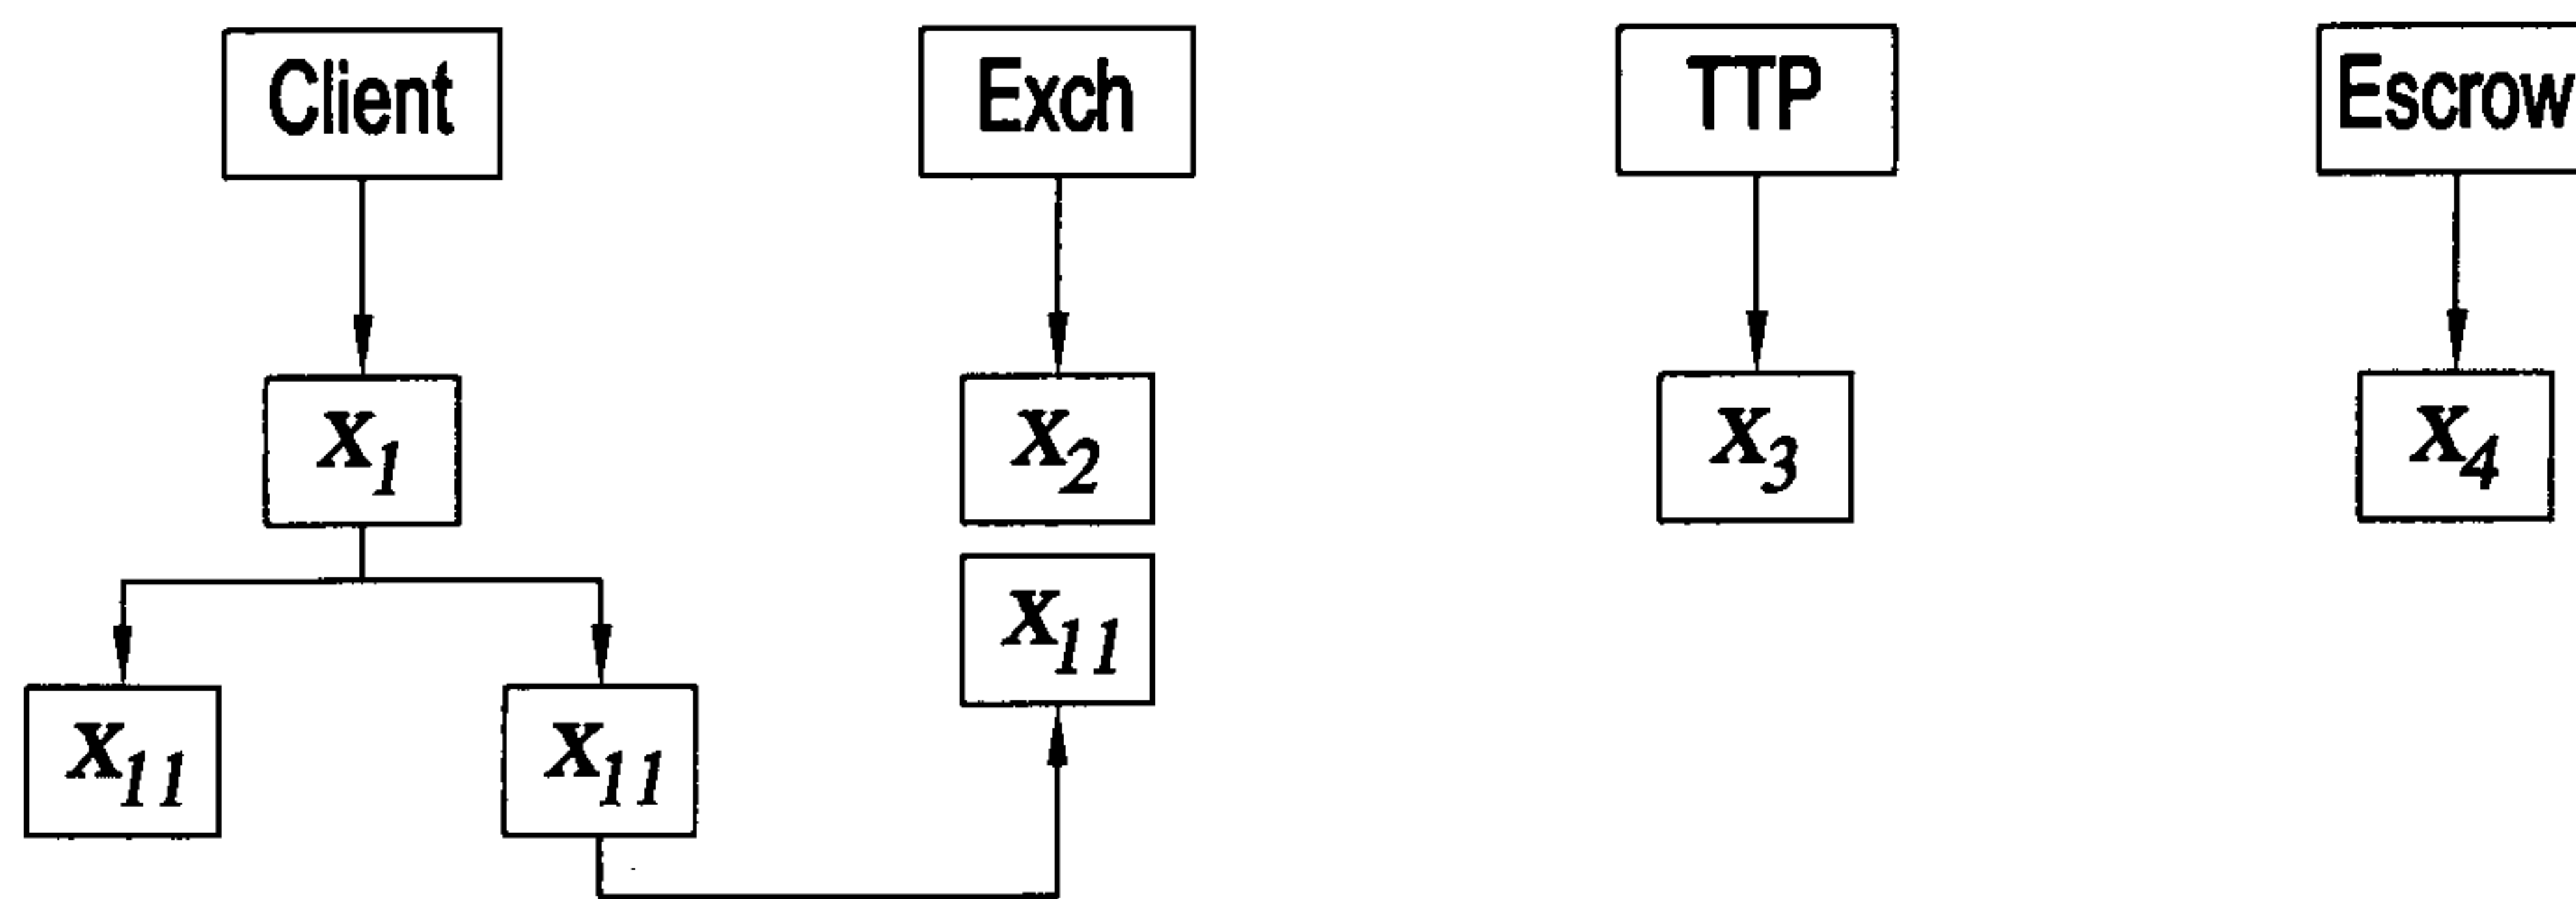 Client Exch TTP Escrow
x₁ x₂ x₃ x₄
x₁₁
x₁₁ x₁₁